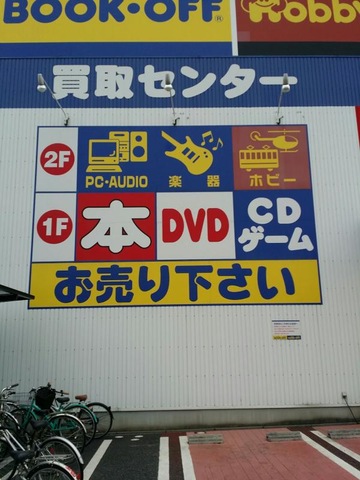 BOOK·OFF®
Hobby
買取センター
2F
PC·AUDIO
楽器
ホビー
1F
本
DVD
CD
ゲーム
お売り下さい